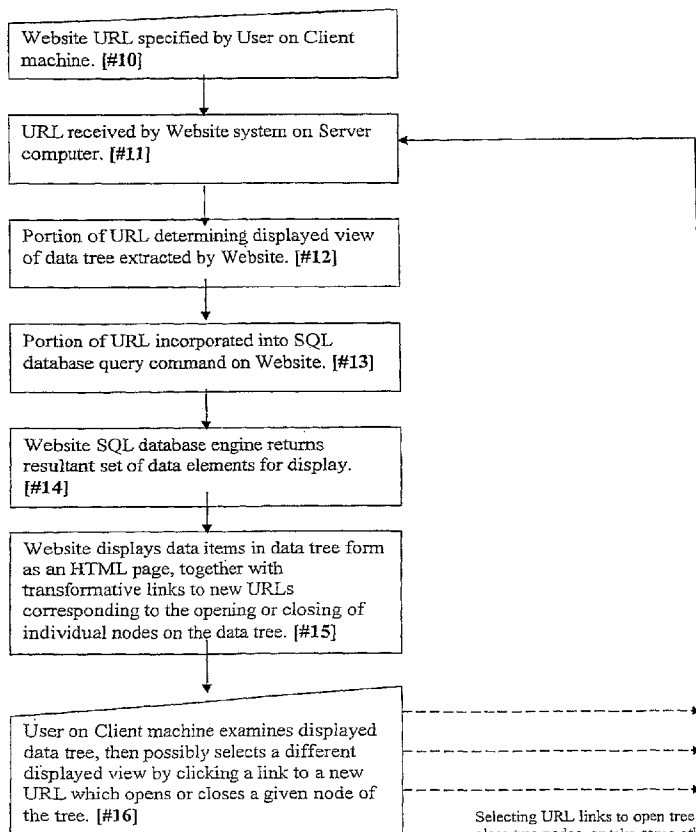 Website URL specified by User on Client
machine. [#10]
URL received by Website system on Server
computer. [#11]
Portion of URL determining displayed view
of data tree extracted by Website. [#12]
Portion of URL incorporated into SQL
database query command on Website. [#13]
Website SQL database engine returns
resultant set of data elements for display.
[#14]
Website displays data items in data tree form
as an HTML page, together with
transformative links to new URLs
corresponding to the opening or closing of
individual nodes on the data tree. [#15]
User on Client machine examines displayed
data tree, then possibly selects a different
displayed view by clicking a link to a new
URL which opens or closes a given node of
the tree. [#16]
Selecting URL links to open tree